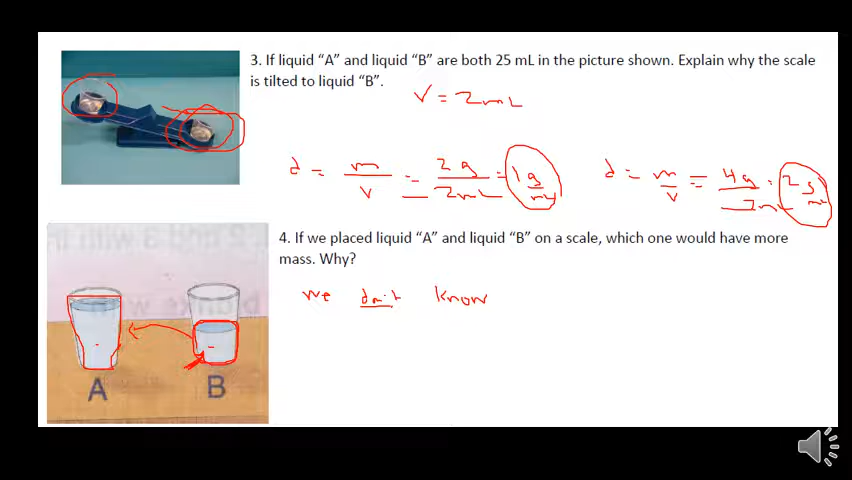 3. If liquid “A” and liquid “B” are both 25 mL in the picture shown. Explain why the scale
is tilted to liquid “B”.
V = 2mL
d = m/v = 2g/2mL = 1g/mL d = m/v = 4g/2mL = 2g/mL
4. If we placed liquid “A” and liquid “B” on a scale, which one would have more
mass. Why?
we don't know
A B